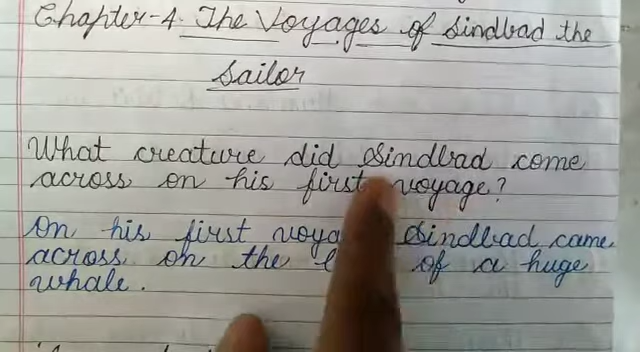 Chapter-4. The Voyages of Sindbad the
Sailor
What creature did Sindbad come
across on his first voyage?
On his first Sindbad came
across on the of a huge
whale.